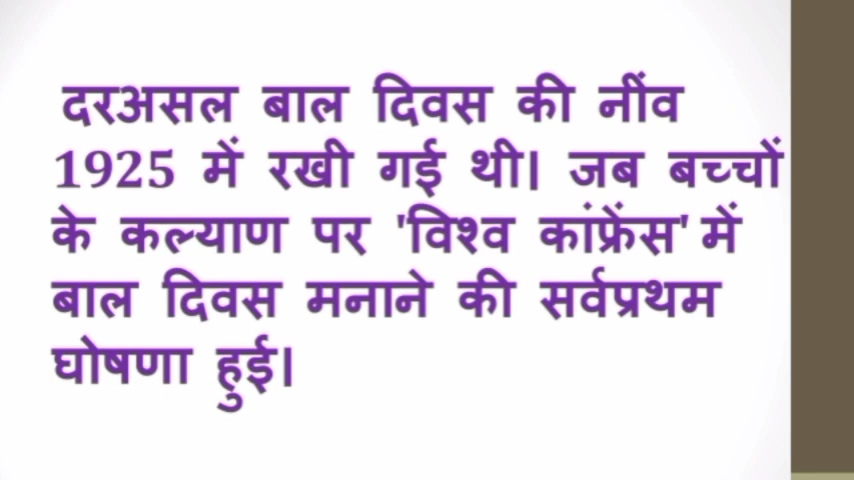 दरअसल बाल दिवस की नींव
1925 में रखी गई थी। जब बच्चों
के कल्याण पर 'विश्व कांफ्रेंस' में
बाल दिवस मनाने की सर्वप्रथम
घोषणा हुई।